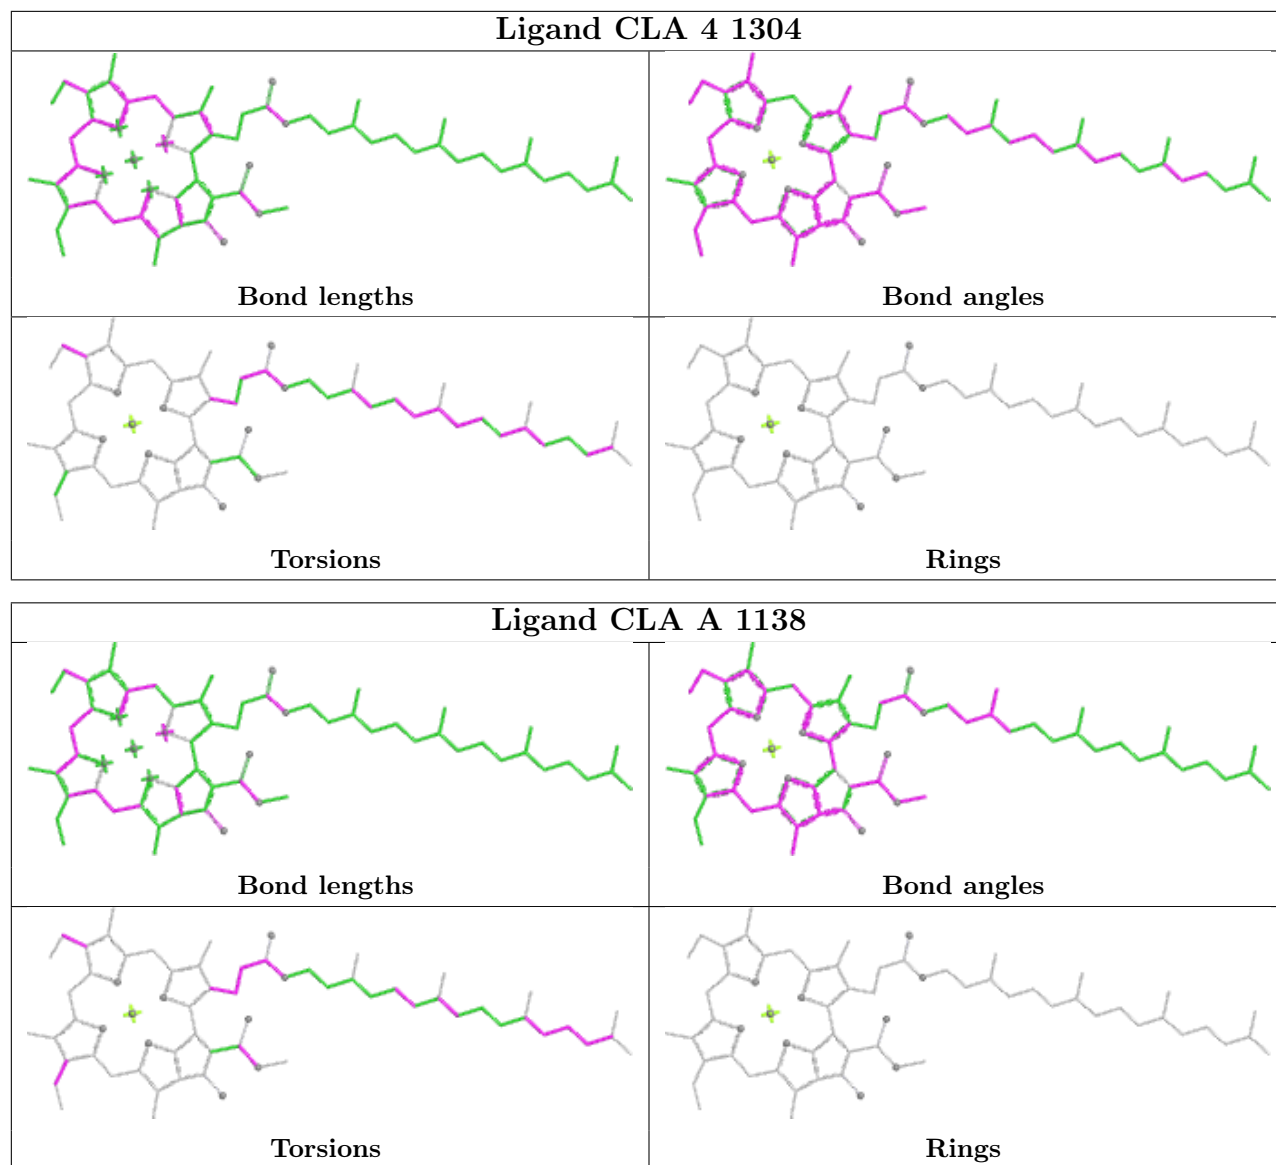 Ligand CLA 4 1304
Bond lengths
Bond angles
Torsions
Rings
Ligand CLA A 1138
Bond lengths
Bond angles
Torsions
Rings